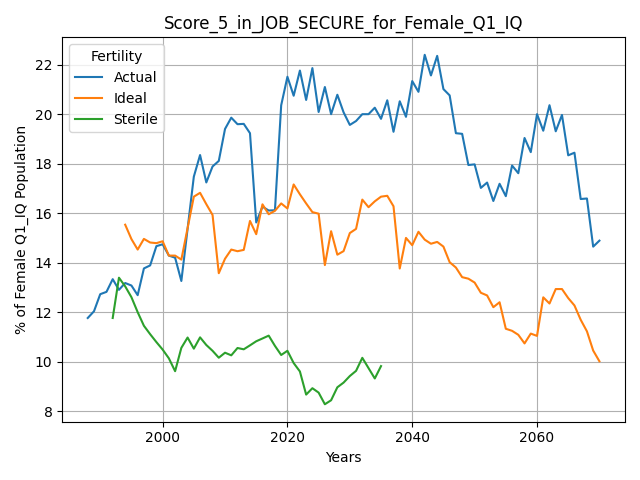 Score_5_in_JOB_SECURE_for_Female_Q1_IQ
% of Female Q1_IQ Population
Fertility
Actual
Ideal
Sterile
22
20
18
16
14
12
10
8
2000 2020 2040 2060
Years